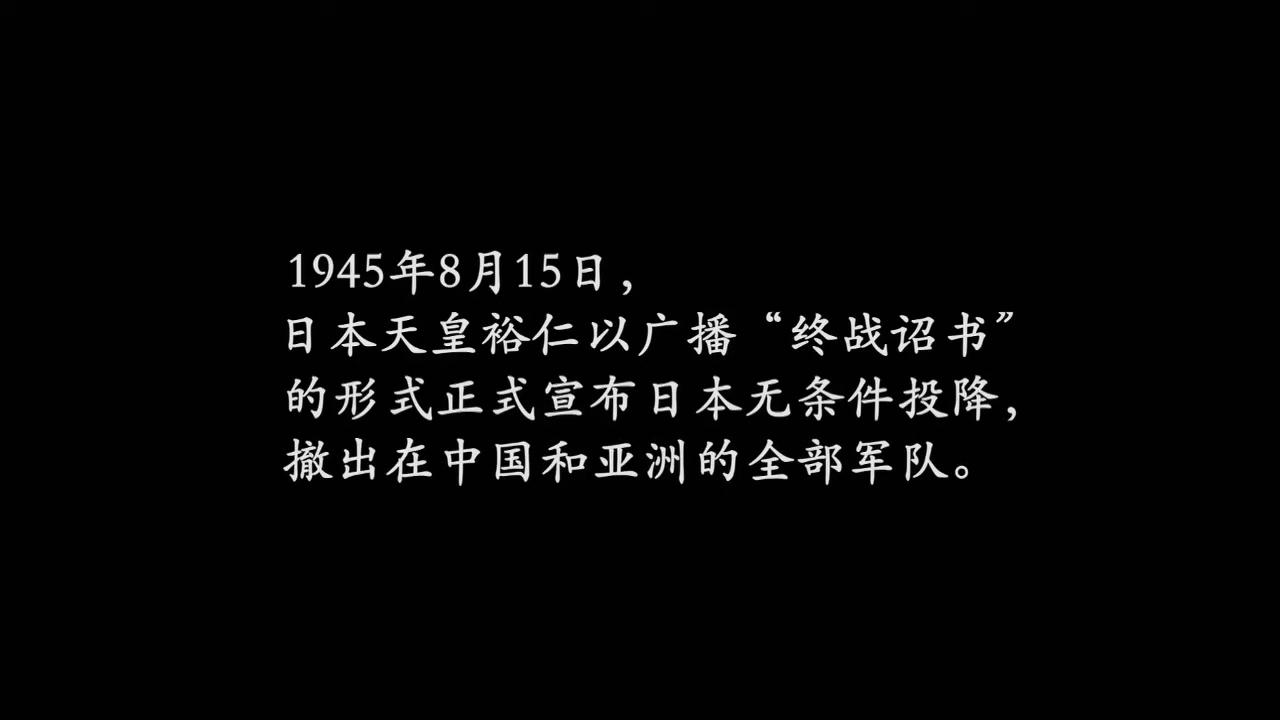 1945年8月15日，
日本天皇裕仁以广播“终战诏书”
的形式正式宣布日本无条件投降，
撤出在中国和亚洲的全部军队。